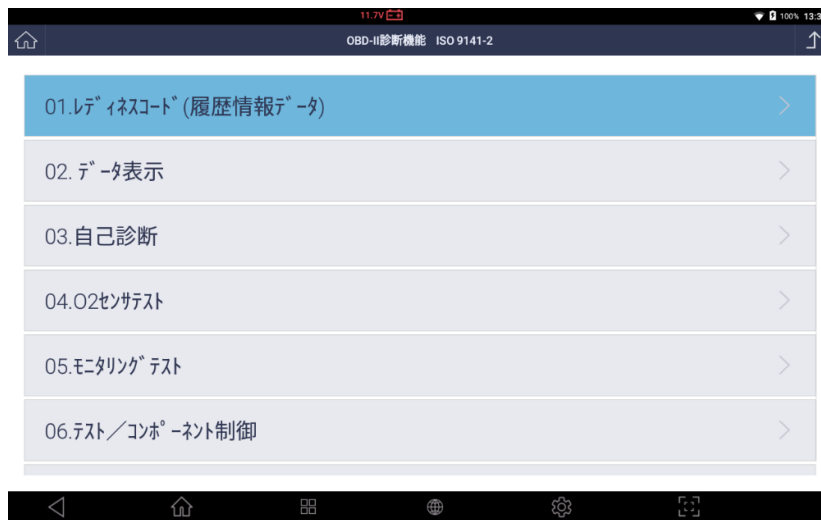 11.7V
100% 13:3
OBD-II診断機能 ISO 9141-2
01.ﾚﾃﾞｨﾈｽｺｰﾄﾞ(履歴情報ﾃﾞｰﾀ)
02. ﾃﾞｰﾀ表示
03.自己診断
04.O2ｾﾝｻﾃｽﾄ
05.ﾓﾆﾀﾘﾝｸﾞﾃｽﾄ
06.ﾃｽﾄ／ｺﾝﾎﾟｰﾈﾝﾄ制御